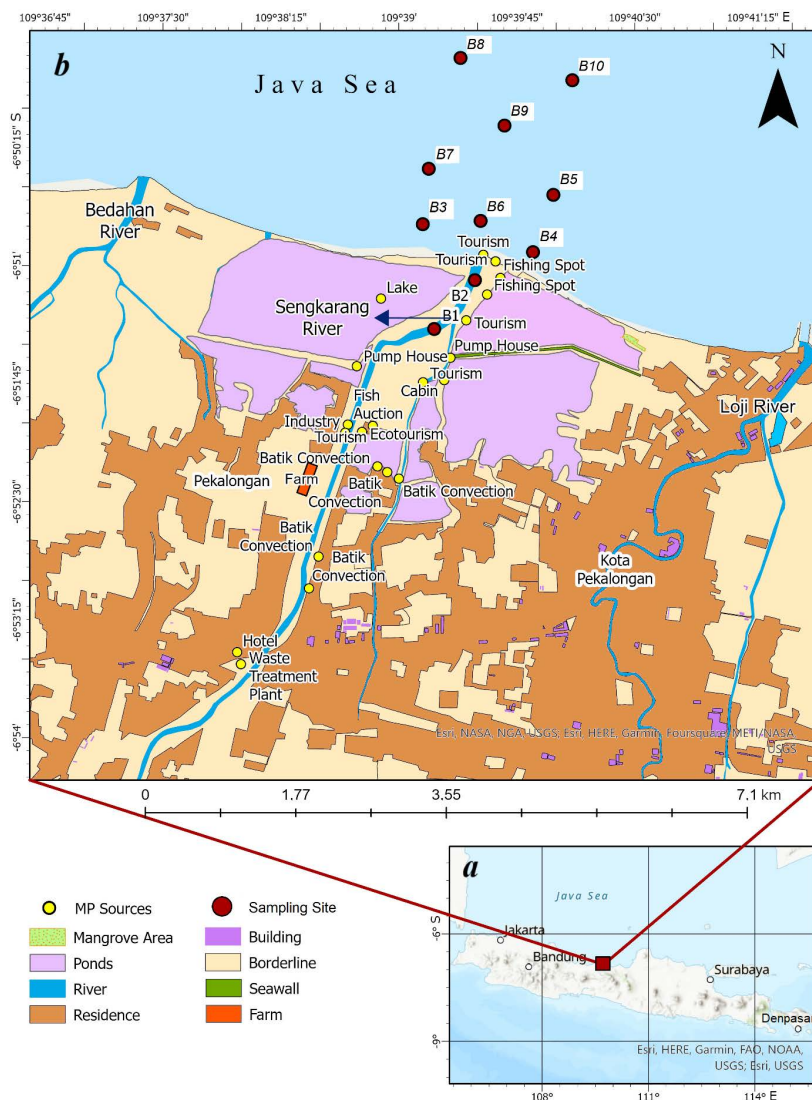 109°36'45"
109°37'30"
109°38'15"
109°39'
109°39'45"
109°40'30"
109°41'15" E
b
Java Sea
N
B8
B10
B9
B7
B5
B3
B6
B4
-6°50'15" S
-6°51'
-6°51'45"
-6°52'30"
-6°53'15"
-6°54'
Bedahan
River
Tourism
Tourism
Fishing Spot
Lake
B2
Fishing Spot
Sengkarang
River
B1
Tourism
Pump House
Pump House
Tourism
Cabin
Fish
Auction
Industry
Tourism
Ecotourism
Loji River
Batik Convection
Pekalongan
Farm
Batik
Convection
Batik Convection
Batik
Convection
Batik
Convection
Kota
Pekalongan
Hotel
Waste
Treatment
Plant
Esri, NASA, NGA, USGS; Esri, HERE, Garmin, Foursquare, METI/NASA,
USGS
0
1.77
3.55
7.1 km
a
Java Sea
-6° S
Jakarta
Bandung
Surabaya
Denpasar
-9°
Esri, HERE, Garmin, FAO, NOAA,
USGS; Esri, USGS
108°
111°
114° E
MP Sources
Sampling Site
Mangrove Area
Building
Ponds
Borderline
River
Seawall
Residence
Farm